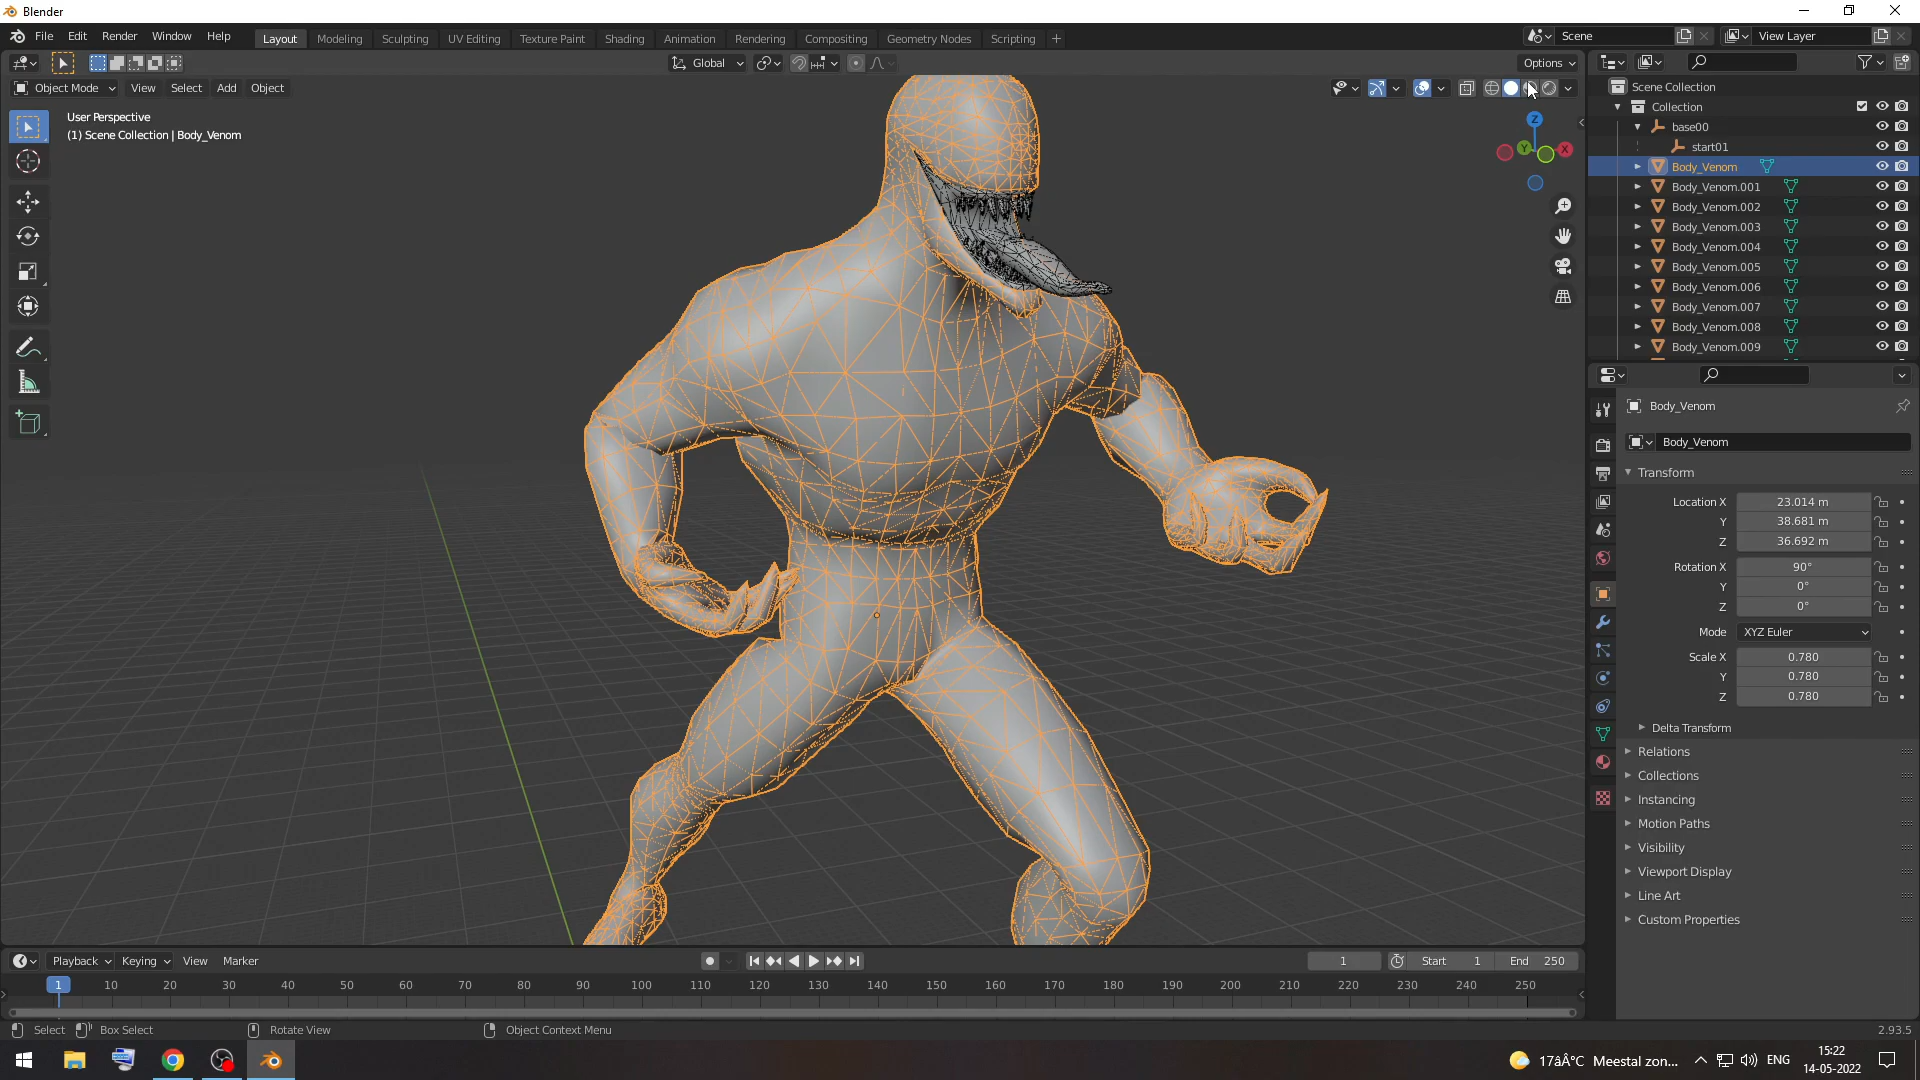 Blender
File Edit Render Window Help Layout Modeling Sculpting UV Editing Texture Paint Shading Animation Rendering Compositing Geometry Nodes Scripting + Scene View Layer
Global Options
Object Mode View Select Add Object
User Perspective
(1) Scene Collection | Body_Venom
Z
Y X
Scene Collection
Collection
base00
start01
Body_Venom
Body_Venom.001
Body_Venom.002
Body_Venom.003
Body_Venom.004
Body_Venom.005
Body_Venom.006
Body_Venom.007
Body_Venom.008
Body_Venom.009
Body_Venom
Body_Venom
Transform
Location X 23.014 m
Y 38.681 m
Z 36.692 m
Rotation X 90°
Y 0°
Z 0°
Mode XYZ Euler
Scale X 0.780
Y 0.780
Z 0.780
Delta Transform
Relations
Collections
Instancing
Motion Paths
Visibility
Viewport Display
Line Art
Custom Properties
Playback Keying View Marker 1 Start 1 End 250
1 10 20 30 40 50 60 70 80 90 100 110 120 130 140 150 160 170 180 190 200 210 220 230 240 250
Select Box Select Rotate View Object Context Menu 2.93.5
17âÂ°C Meestal zon... ENG 15:22
14-05-2022